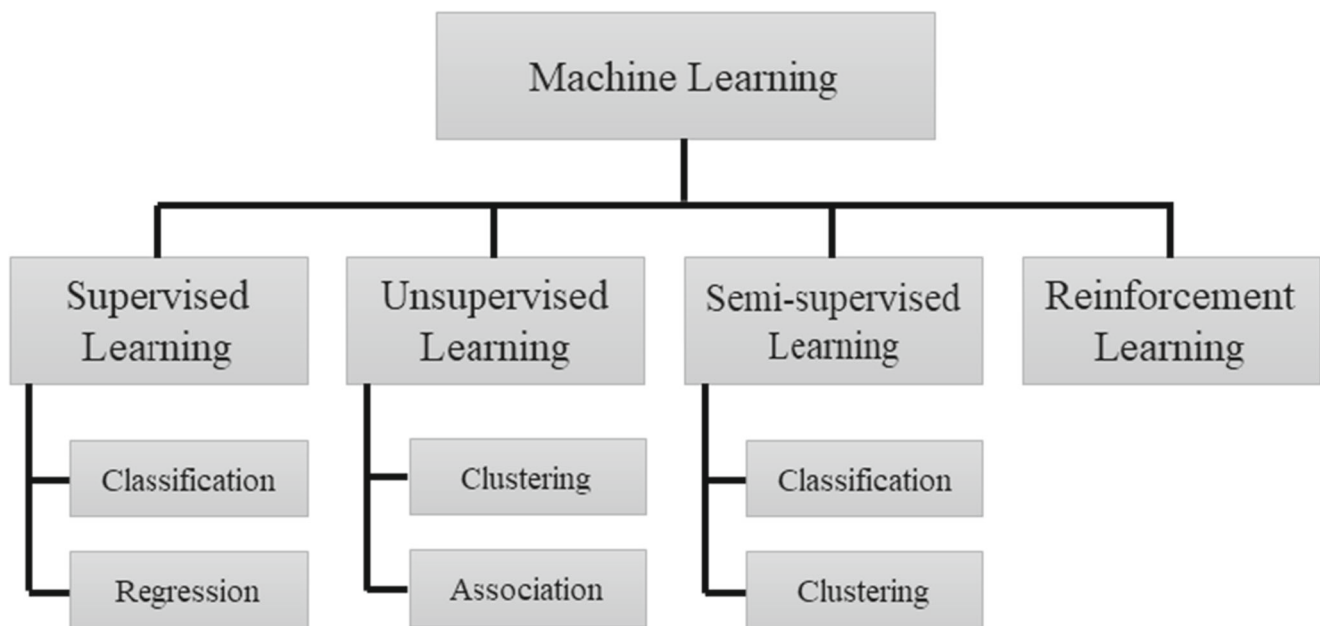 Machine Learning
Supervised
Learning
Unsupervised
Learning
Semi-supervised
Learning
Reinforcement
Learning
Classification
Regression
Clustering
Association
Classification
Clustering